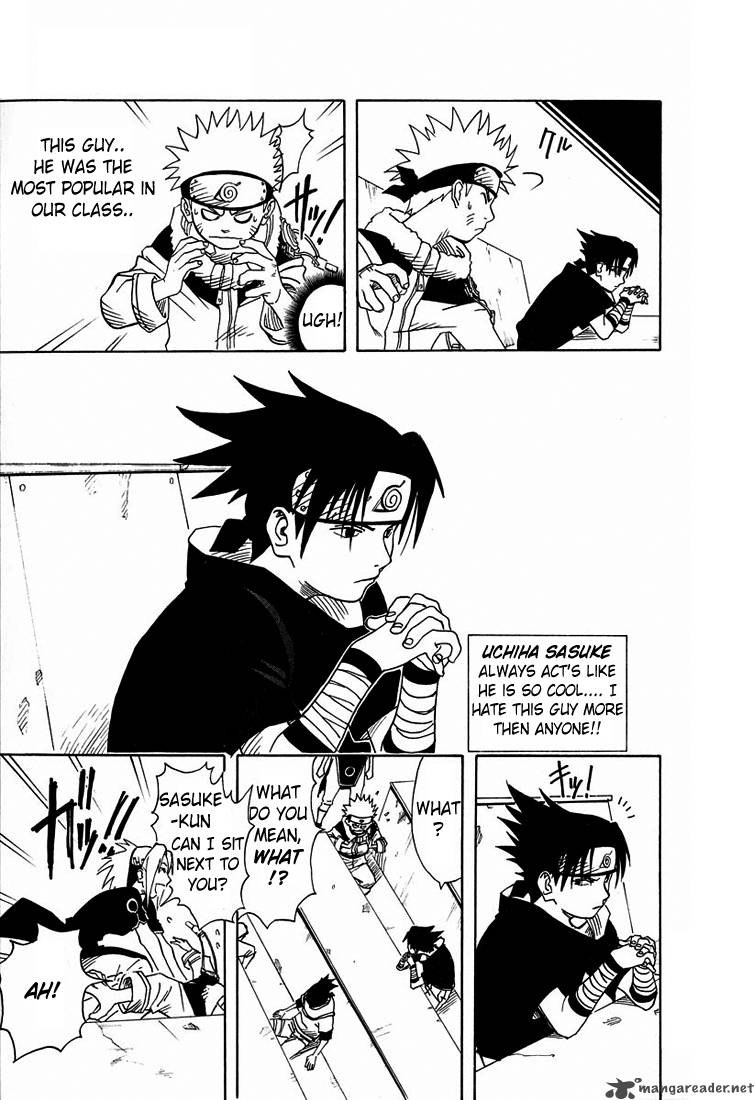 クル
THIS GUY..
HE WAS THE
MOST POPULAR IN
OUR CLASS..
ガッ!!
UGH!
UCHIHA SASUKE
ALWAYS ACT'S LIKE
HE IS SO COOL.... I
HATE THIS GUY MORE
THEN ANYONE!!
キッ!
WHAT
?
WHAT
DO YOU
MEAN,
WHAT
!?
SASUKE
-KUN
CAN I SIT
NEXT TO
YOU?
AH!
mangareader.net